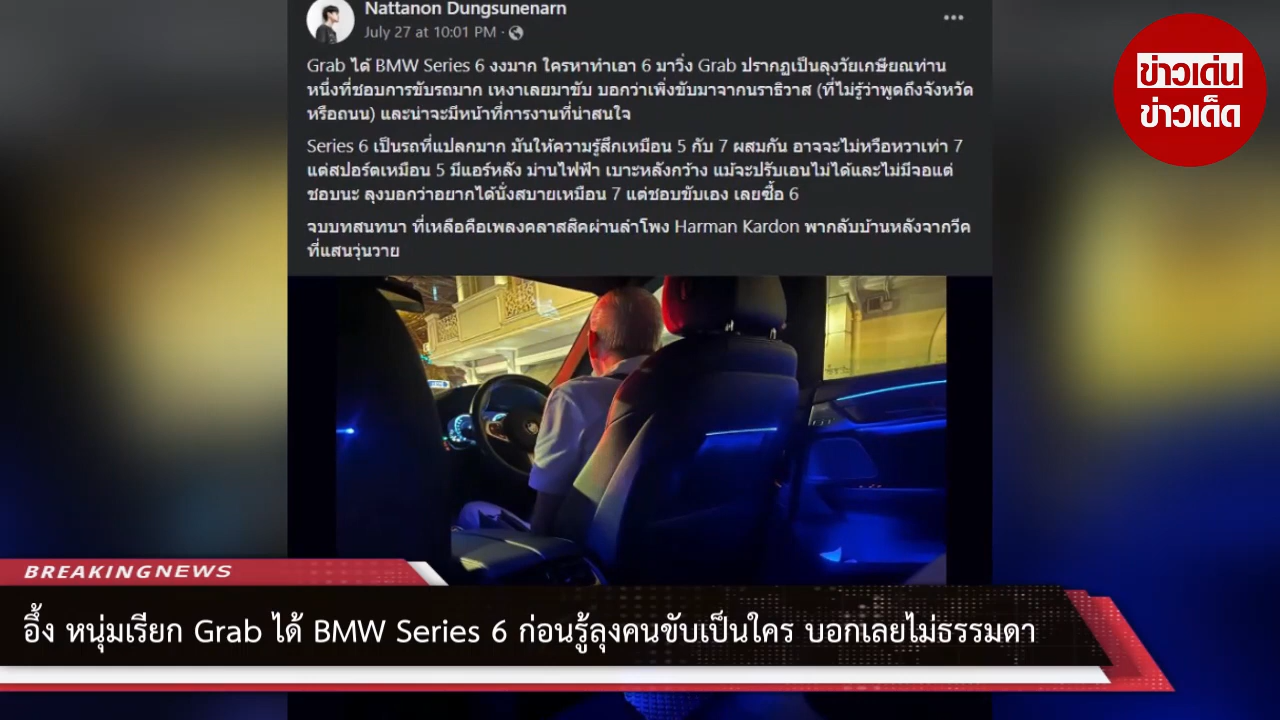 Nattanon Dungsunenarn
July 27 at 10:01 PM ·
Grab ได้ BMW Series 6 งงมาก ใครหาทำเอา 6 มาวิ่ง Grab ปรากฏเป็นลุงวัยเกษียณท่าน
หนึ่งที่ชอบการขับรถมาก เหงาเลยมาขับ บอกว่าเพิ่งขับมาจากนราธิวาส (ที่ไม่รู้ว่าพูดถึงจังหวัด
หรือถนน) และน่าจะมีหน้าที่การงานที่น่าสนใจ
Series 6 เป็นรถที่แปลกมาก มันให้ความรู้สึกเหมือน 5 กับ 7 ผสมกัน อาจจะไม่หวือหวาเท่า 7
แต่สปอร์ตเหมือน 5 มีแอร์หลัง ม่านไฟฟ้า เบาะหลังกว้าง แม้จะปรับเอนไม่ได้และไม่มีจอแต่
ชอบนะ ลุงบอกว่าอยากได้นั่งสบายเหมือน 7 แต่ชอบขับเอง เลยซื้อ 6
จบบทสนทนา ที่เหลือคือเพลงคลาสสิคผ่านลำโพง Harman Kardon พากลับบ้านหลังจากวีค
ที่แสนวุ่นวาย
ข่าวเด่น
ข่าวเด็ด
BREAKING NEWS
อึ้ง หนุ่มเรียก Grab ได้ BMW Series 6 ก่อนรู้ลุงคนขับเป็นใคร บอกเลยไม่ธรรมดา